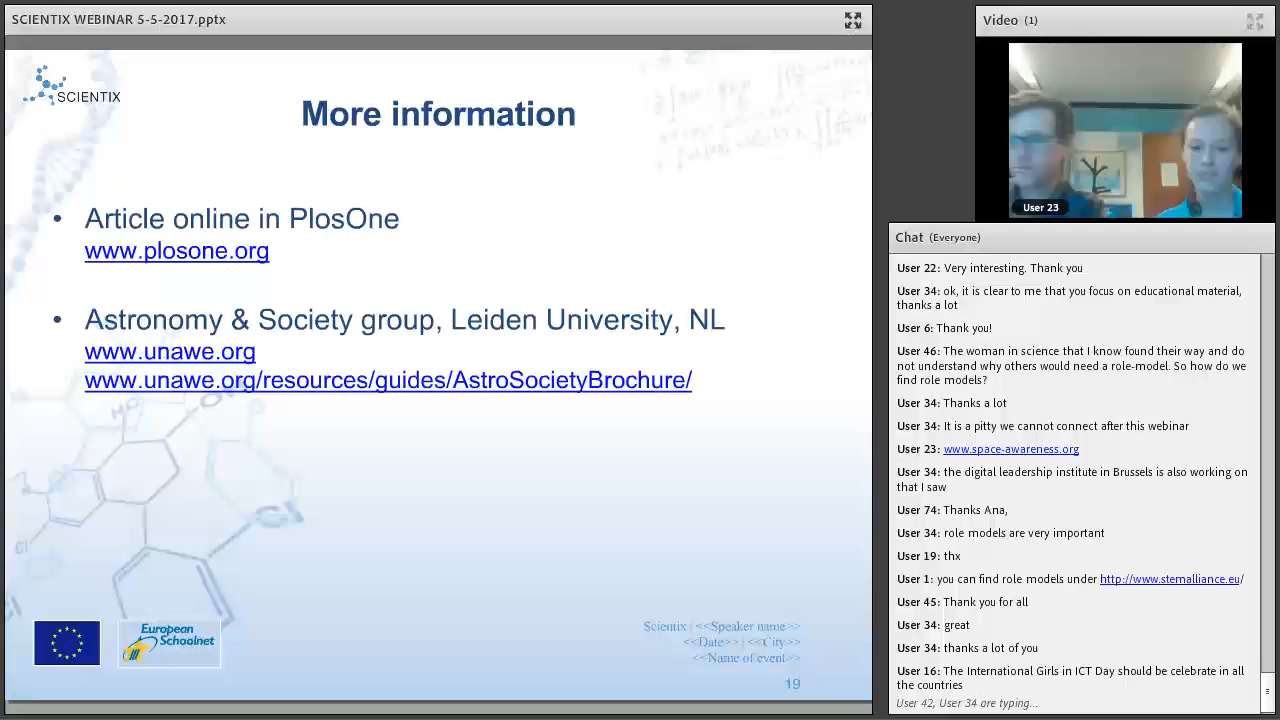 SCIENTIX WEBINAR 5-5-2017.pptx
SCIENTIX
More information
• Article online in PlosOne
www.plosone.org
• Astronomy & Society group, Leiden University, NL
www.unawe.org
www.unawe.org/resources/guides/AstroSocietyBrochure/
European
Schoolnet
Scientix | <<Speaker name>>
<<Date>> | <<City>>
<<Name of event>>
19
Video (1)
User 23
Chat (Everyone)
User 22: Very interesting. Thank you
User 34: ok, it is clear to me that you focus on educational material,
thanks a lot
User 6: Thank you!
User 46: The woman in science that I know found their way and do
not understand why others would need a role-model. So how do we
find role models?
User 34: Thanks a lot
User 34: It is a pitty we cannot connect after this webinar
User 23: www.space-awareness.org
User 34: the digital leadership institute in Brussels is also working on
that I saw
User 74: Thanks Ana,
User 34: role models are very important
User 19: thx
User 1: you can find role models under http://www.stemalliance.eu/
User 45: Thank you for all
User 34: great
User 34: thanks a lot of you
User 16: The International Girls in ICT Day should be celebrate in all
the countries
User 42, User 34 are typing...